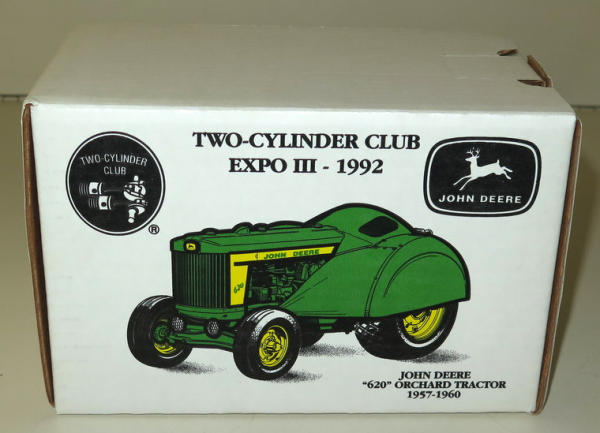 TWO-CYLINDER CLUB
EXPO III - 1992
TWO-CYLINDER
CLUB
®
JOHN DEERE
JOHN DEERE
620
JOHN DEERE
"620" ORCHARD TRACTOR
1957-1960